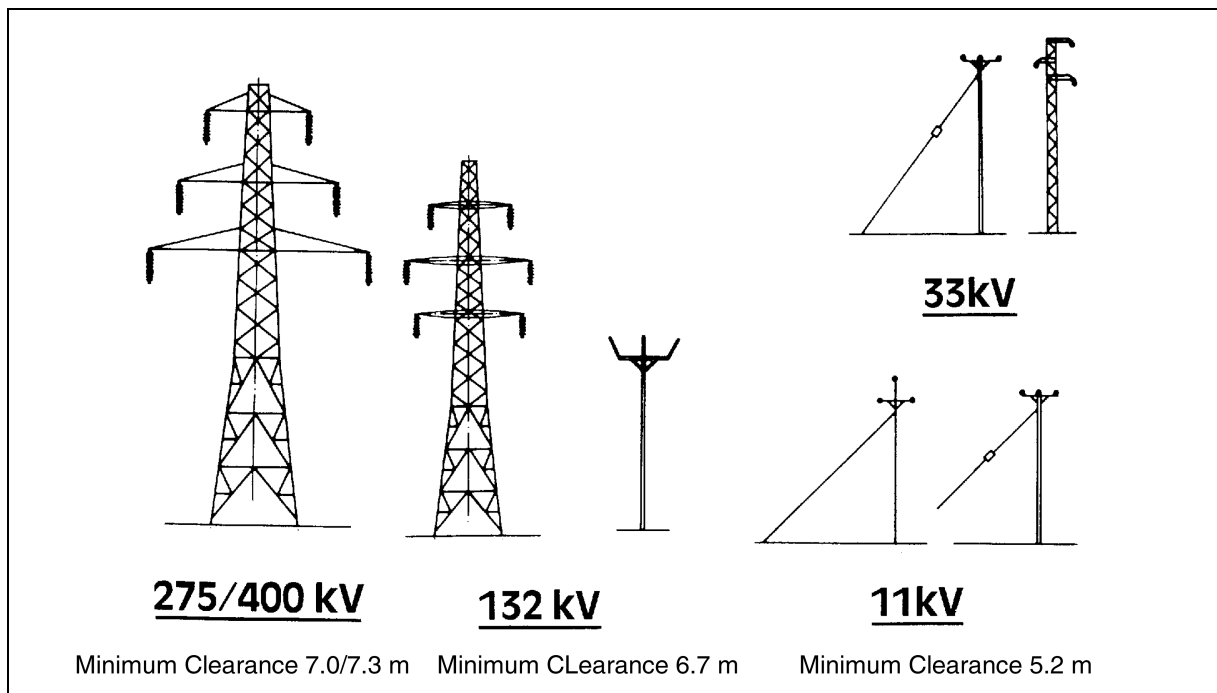 33kV
275/400 kV
132 kV
11kV
Minimum Clearance 7.0/7.3 m
Minimum CLearance 6.7 m
Minimum Clearance 5.2 m